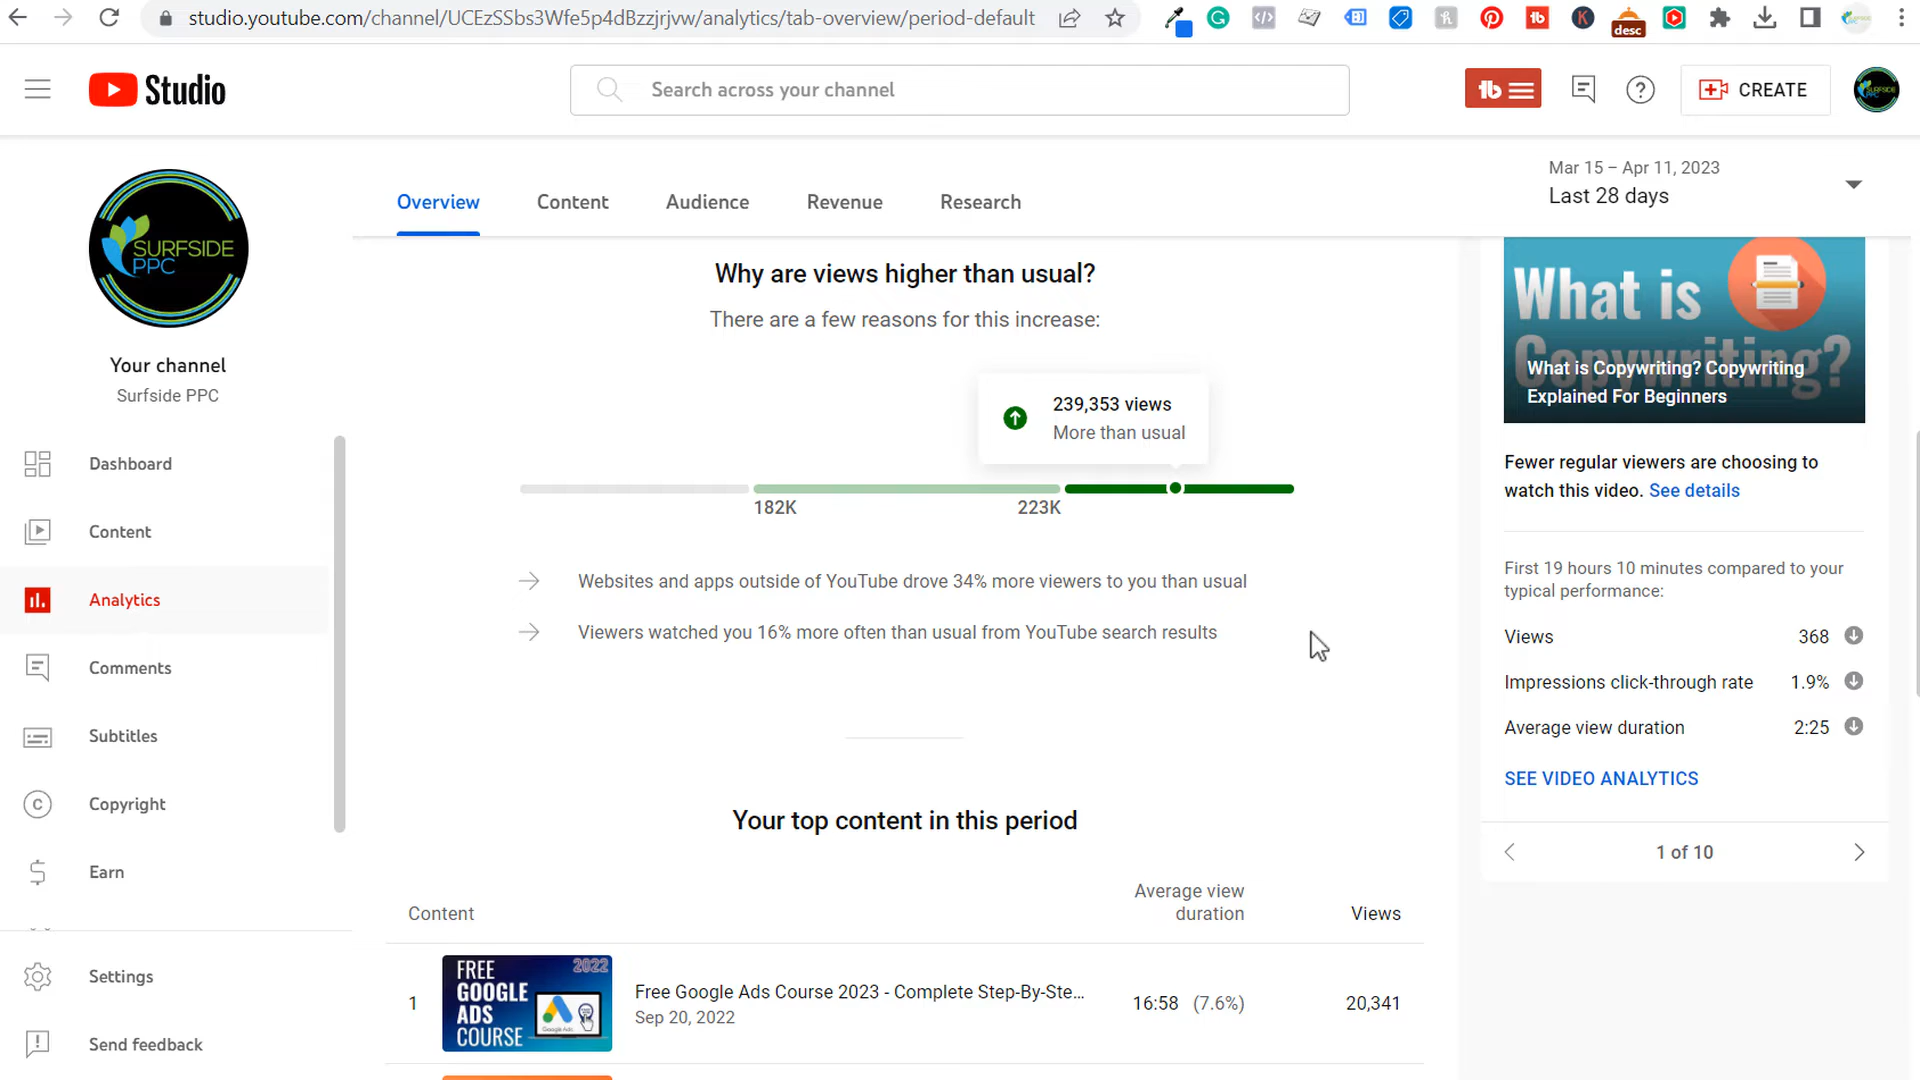 studio.youtube.com/channel/UCEzSSbs3Wfe5p4dBzzjrjvw/analytics/tab-overview/period-default
desc
Studio
Search across your channel
CREATE
SURFSIDE
PPC
Your channel
Surfside PPC
Dashboard
Content
Analytics
Comments
Subtitles
Copyright
Earn
Settings
Send feedback
Overview
Content
Audience
Revenue
Research
Mar 15 – Apr 11, 2023
Last 28 days
Why are views higher than usual?
There are a few reasons for this increase:
239,353 views
More than usual
182K
223K
Websites and apps outside of YouTube drove 34% more viewers to you than usual
Viewers watched you 16% more often than usual from YouTube search results
Your top content in this period
Content
Average view
duration
Views
1
FREE 2022
GOOGLE
ADS
COURSE
Google Ads
Free Google Ads Course 2023 - Complete Step-By-Ste...
Sep 20, 2022
16:58 (7.6%)
20,341
What is
Copywriting?
What is Copywriting? Copywriting
Explained For Beginners
Fewer regular viewers are choosing to
watch this video. See details
First 19 hours 10 minutes compared to your
typical performance:
Views 368
Impressions click-through rate 1.9%
Average view duration 2:25
SEE VIDEO ANALYTICS
1 of 10